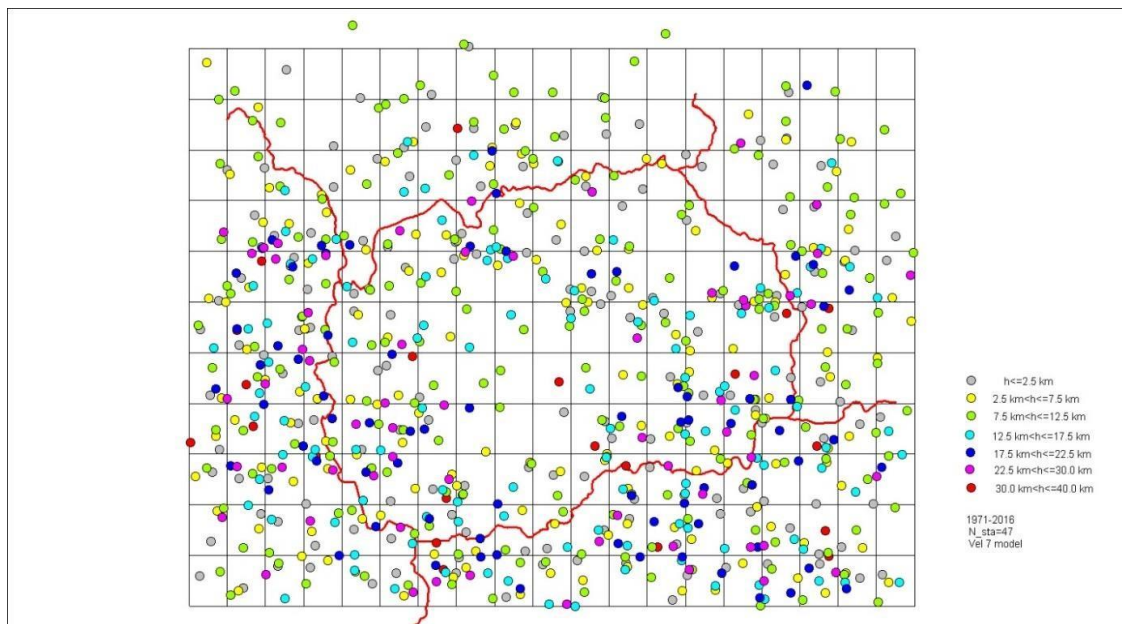 h<=2.5 km
2.5 km<h<=7.5 km
7.5 km<h<=12.5 km
12.5 km<h<=17.5 km
17.5 km<h<=22.5 km
22.5 km<h<=30.0 km
30.0 km<h<=40.0 km
1971-2016
N_sta=47
Vel 7 model